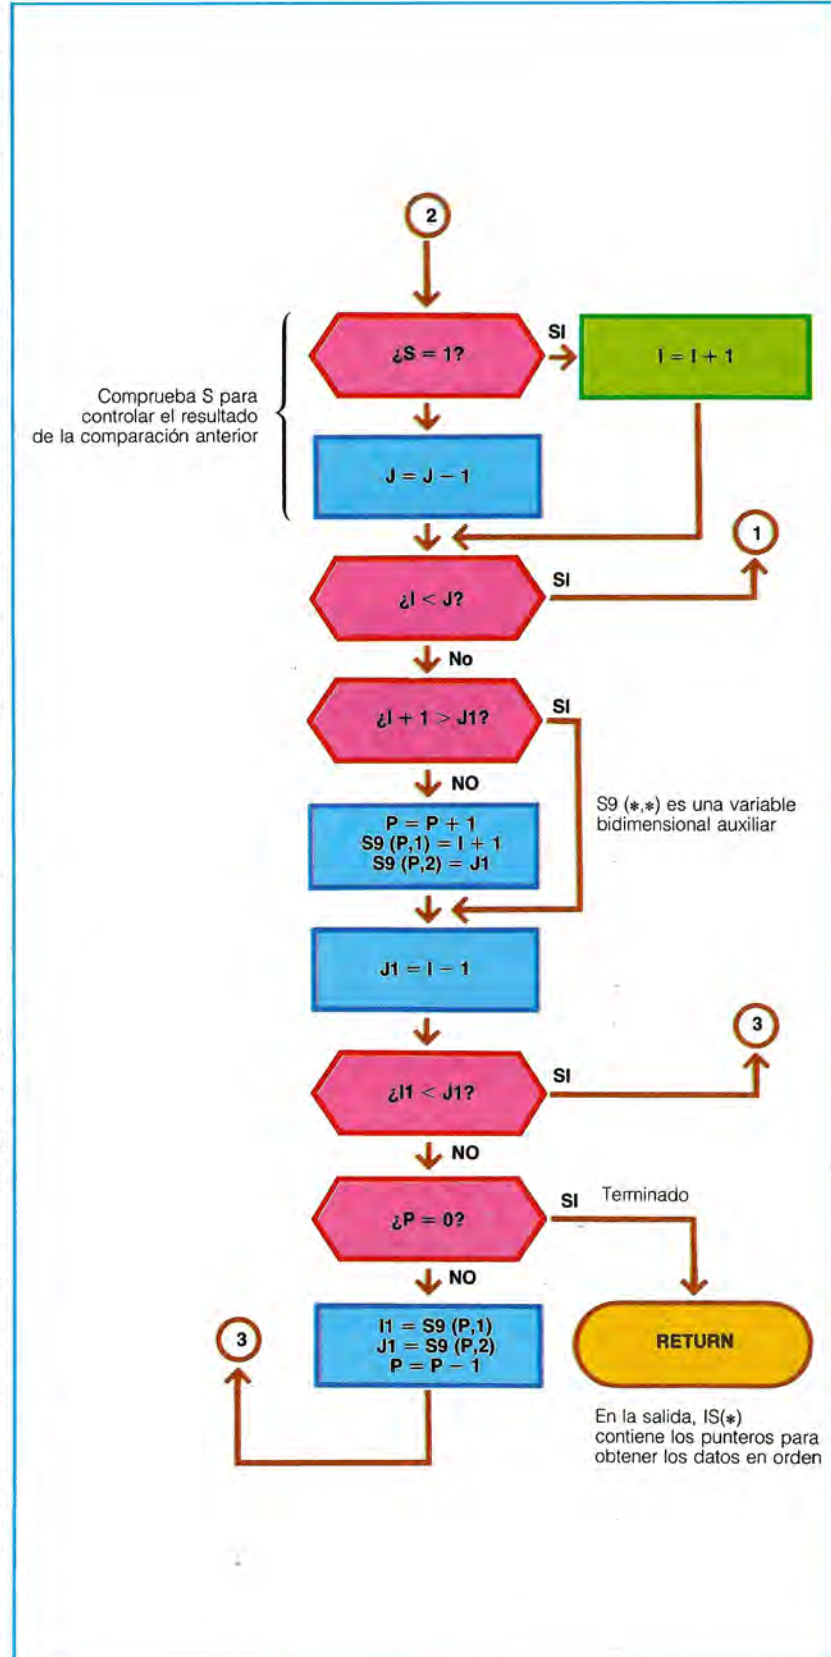 2
¿S = 1?
SI
I = I + 1
Comprueba S para
controlar el resultado
de la comparación anterior
J = J − 1
1
¿I < J?
SI
No
¿I + 1 > J1?
SI
NO
P = P + 1
S9 (P,1) = I + 1
S9 (P,2) = J1
S9 (*,*) es una variable
bidimensional auxiliar
J1 = I − 1
3
¿I1 < J1?
SI
NO
¿P = 0?
SI
Terminado
NO
3
I1 = S9 (P,1)
J1 = S9 (P,2)
P = P − 1
RETURN
En la salida, IS(*)
contiene los punteros para
obtener los datos en orden